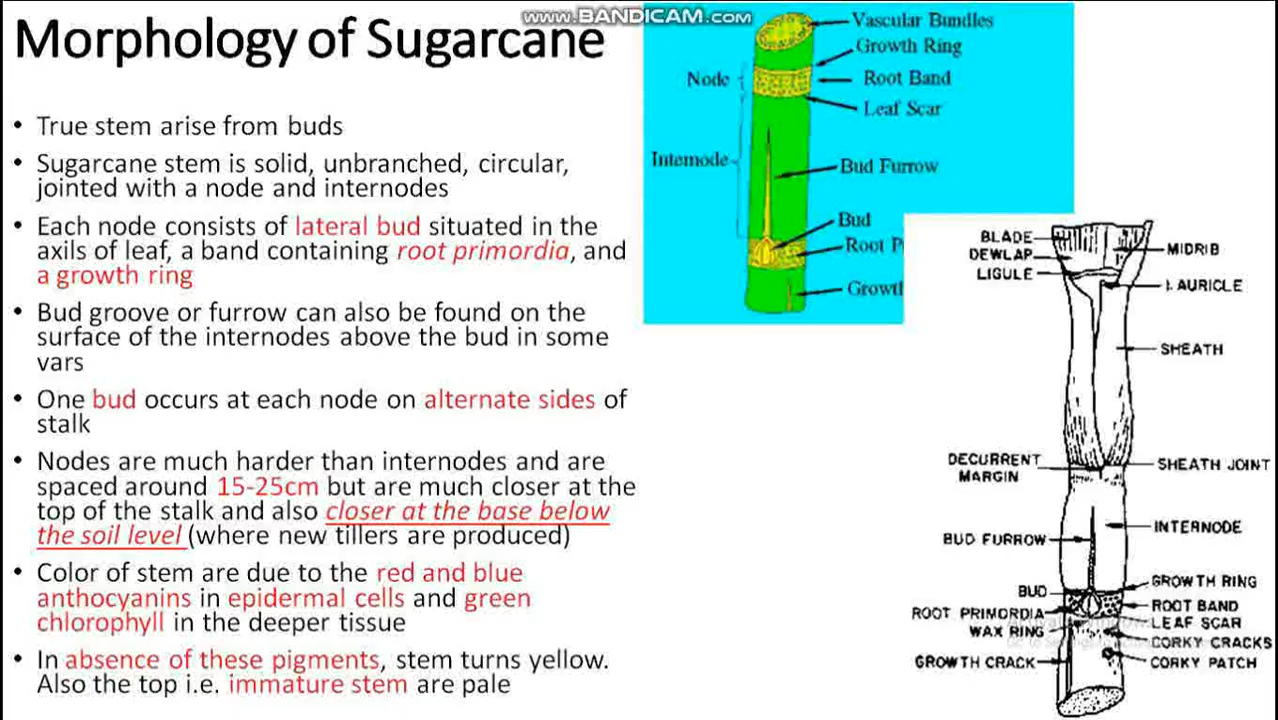 www.BANDICAM.com
Morphology of Sugarcane
• True stem arise from buds
• Sugarcane stem is solid, unbranched, circular,
jointed with a node and internodes
• Each node consists of lateral bud situated in the
axils of leaf, a band containing root primordia, and
a growth ring
• Bud groove or furrow can also be found on the
surface of the internodes above the bud in some
vars
• One bud occurs at each node on alternate sides of
stalk
• Nodes are much harder than internodes and are
spaced around 15-25cm but are much closer at the
top of the stalk and also closer at the base below
the soil level (where new tillers are produced)
• Color of stem are due to the red and blue
anthocyanins in epidermal cells and green
chlorophyll in the deeper tissue
• In absence of these pigments, stem turns yellow.
Also the top i.e. immature stem are pale
Vascular Bundles
Growth Ring
Node
Root Band
Leaf Scar
Internode
Bud Furrow
Bud
Root P
Growth
BLADE
MIDRIB
DEWLAP
LIGULE
AURICLE
SHEATH
DECURRENT
MARGIN
SHEATH JOINT
INTERNODE
BUD FURROW
GROWTH RING
BUD
ROOT BAND
ROOT PRIMORDIA
LEAF SCAR
WAX RING
CORKY CRACKS
GROWTH CRACK
CORKY PATCH